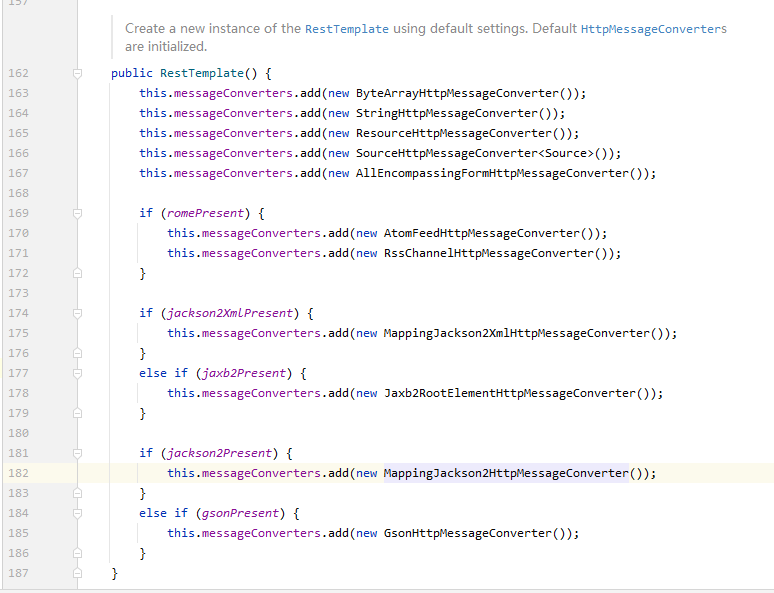 157
Create a new instance of the RestTemplate using default settings. Default HttpMessageConverters
are initialized.
162 public RestTemplate() {
163 this.messageConverters.add(new ByteArrayHttpMessageConverter());
164 this.messageConverters.add(new StringHttpMessageConverter());
165 this.messageConverters.add(new ResourceHttpMessageConverter());
166 this.messageConverters.add(new SourceHttpMessageConverter<Source>());
167 this.messageConverters.add(new AllEncompassingFormHttpMessageConverter());
168
169 if (romePresent) {
170 this.messageConverters.add(new AtomFeedHttpMessageConverter());
171 this.messageConverters.add(new RssChannelHttpMessageConverter());
172 }
173
174 if (jackson2XmlPresent) {
175 this.messageConverters.add(new MappingJackson2XmlHttpMessageConverter());
176 }
177 else if (jaxb2Present) {
178 this.messageConverters.add(new Jaxb2RootElementHttpMessageConverter());
179 }
180
181 if (jackson2Present) {
182 this.messageConverters.add(new MappingJackson2HttpMessageConverter());
183 }
184 else if (gsonPresent) {
185 this.messageConverters.add(new GsonHttpMessageConverter());
186 }
187 }